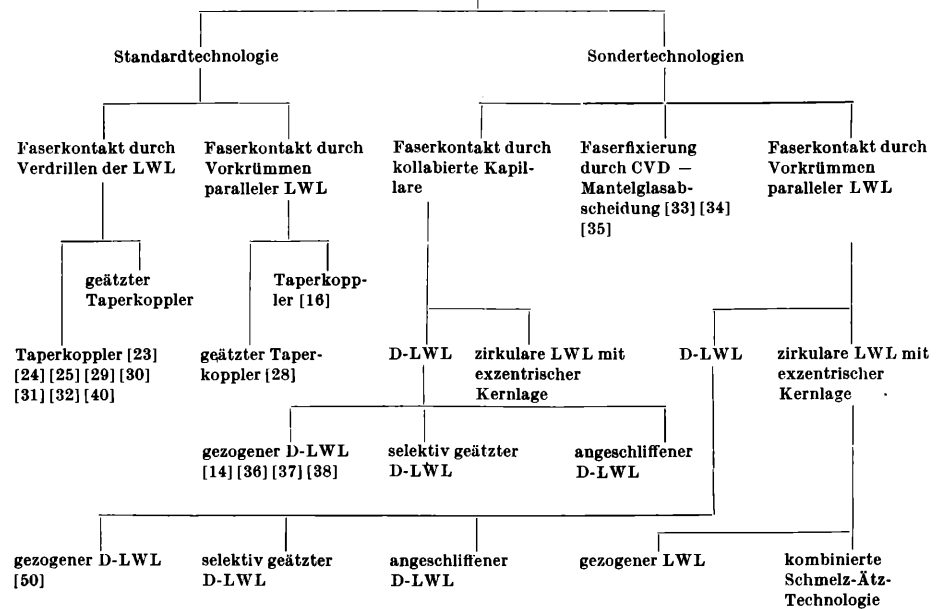 Standardtechnologie
Sondertechnologien
Faserkontakt durch
Verdrillen der LWL
Faserkontakt durch
Vorkrümmen
paralleler LWL
Faserkontakt durch
kollabierte Kapil-
lare
Faserfixierung
durch CVD —
Mantelglasab-
scheidung [33] [34]
[35]
Faserkontakt durch
Vorkrümmen
paralleler LWL
geätzter
Taperkoppler
Taperkopp-
ler [16]
Taperkoppler [23]
[24] [25] [29] [30]
[31] [32] [40]
geätzter Taper-
koppler [28]
D-LWL
zirkulare LWL mit
exzentrischer
Kernlage
D-LWL
zirkulare LWL mit
exzentrischer
Kernlage
gezogener D-LWL
[14] [36] [37] [38]
selektiv geätzter
D-LWL
angeschliffener
D-LWL
gezogener D-LWL
[50]
selektiv geätzter
D-LWL
angeschliffener
D-LWL
gezogener LWL
kombinierte
Schmelz-Ätz-
Technologie